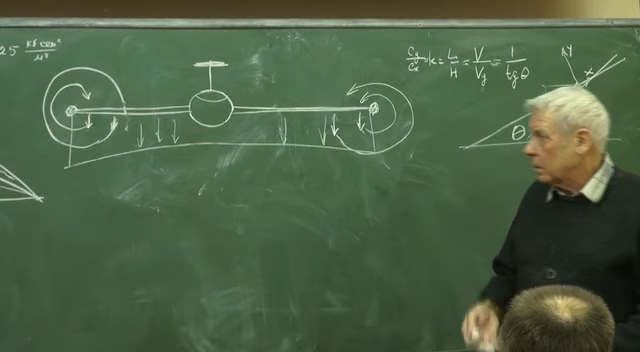 25 кг сек²/м⁴
Cy/Cx = k = L/H = V/Vy = 1/tgθ
y
x
θ